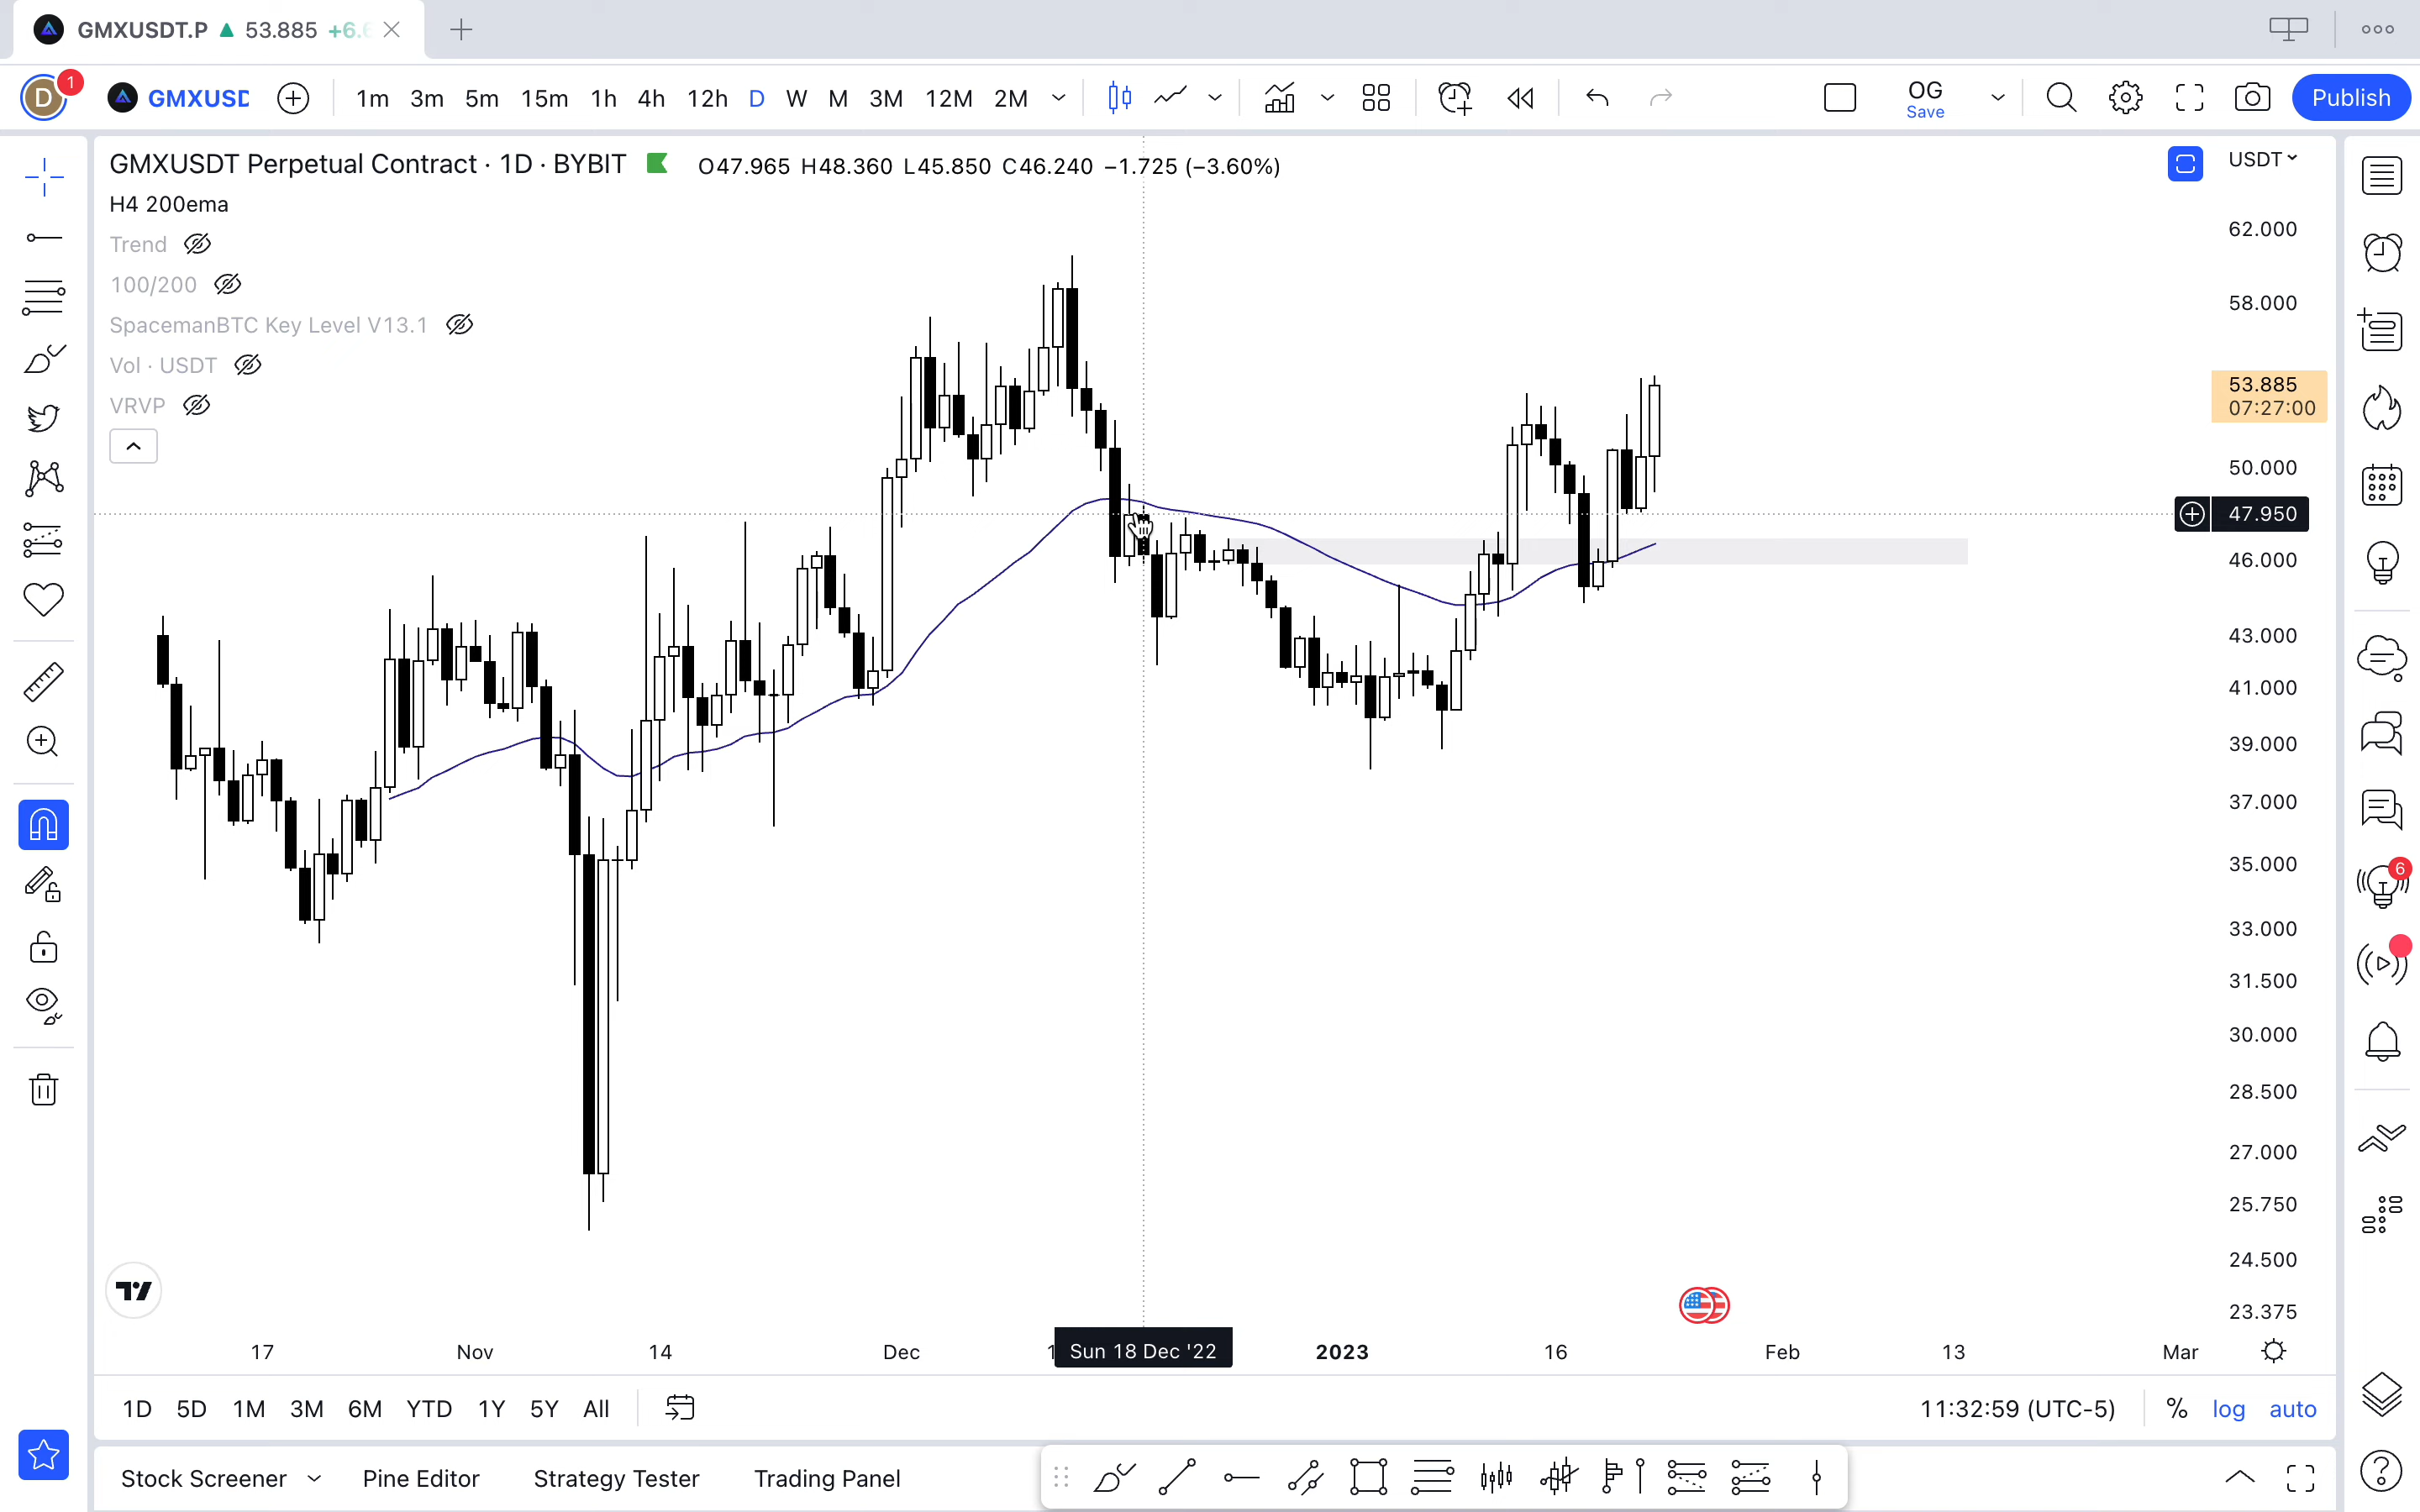 GMXUSDT.P 53.885 +6.6
D 1 GMXUSD 1m 3m 5m 15m 1h 4h 12h D W M 3M 12M 2M OG Save Publish
GMXUSDT Perpetual Contract · 1D · BYBIT O47.965 H48.360 L45.850 C46.240 −1.725 (−3.60%)
USDT
H4 200ema
Trend
100/200
SpacemanBTC Key Level V13.1
Vol · USDT
VRVP
62.000
58.000
53.885
07:27:00
50.000
47.950
46.000
43.000
41.000
39.000
37.000
35.000
33.000
31.500
30.000
28.500
27.000
25.750
24.500
23.375
6
17 Nov 14 Dec 1 Sun 18 Dec '22 2023 16 Feb 13 Mar
1D 5D 1M 3M 6M YTD 1Y 5Y All 11:32:59 (UTC-5) % log auto
Stock Screener Pine Editor Strategy Tester Trading Panel